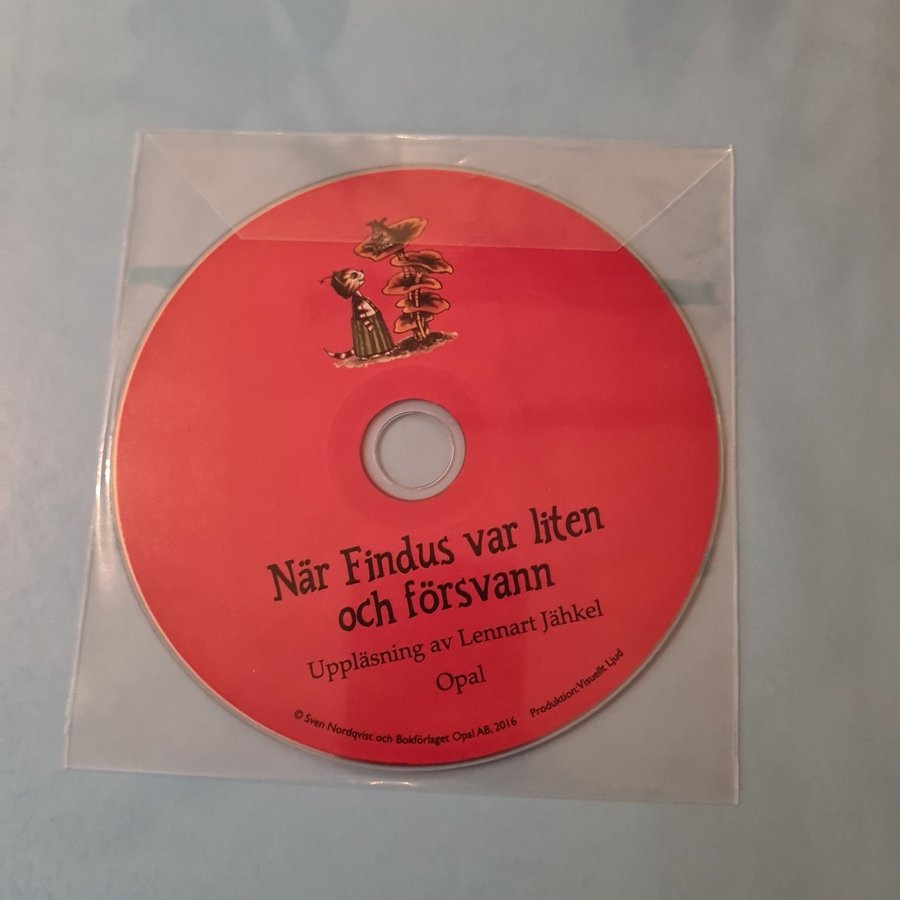 När Findus var liten
och försvann
Uppläsning av Lennart Jähkel
Opal
© Sven Nordqvist och Bokförlaget Opal AB, 2016 Produktion: Visuellt Ljud